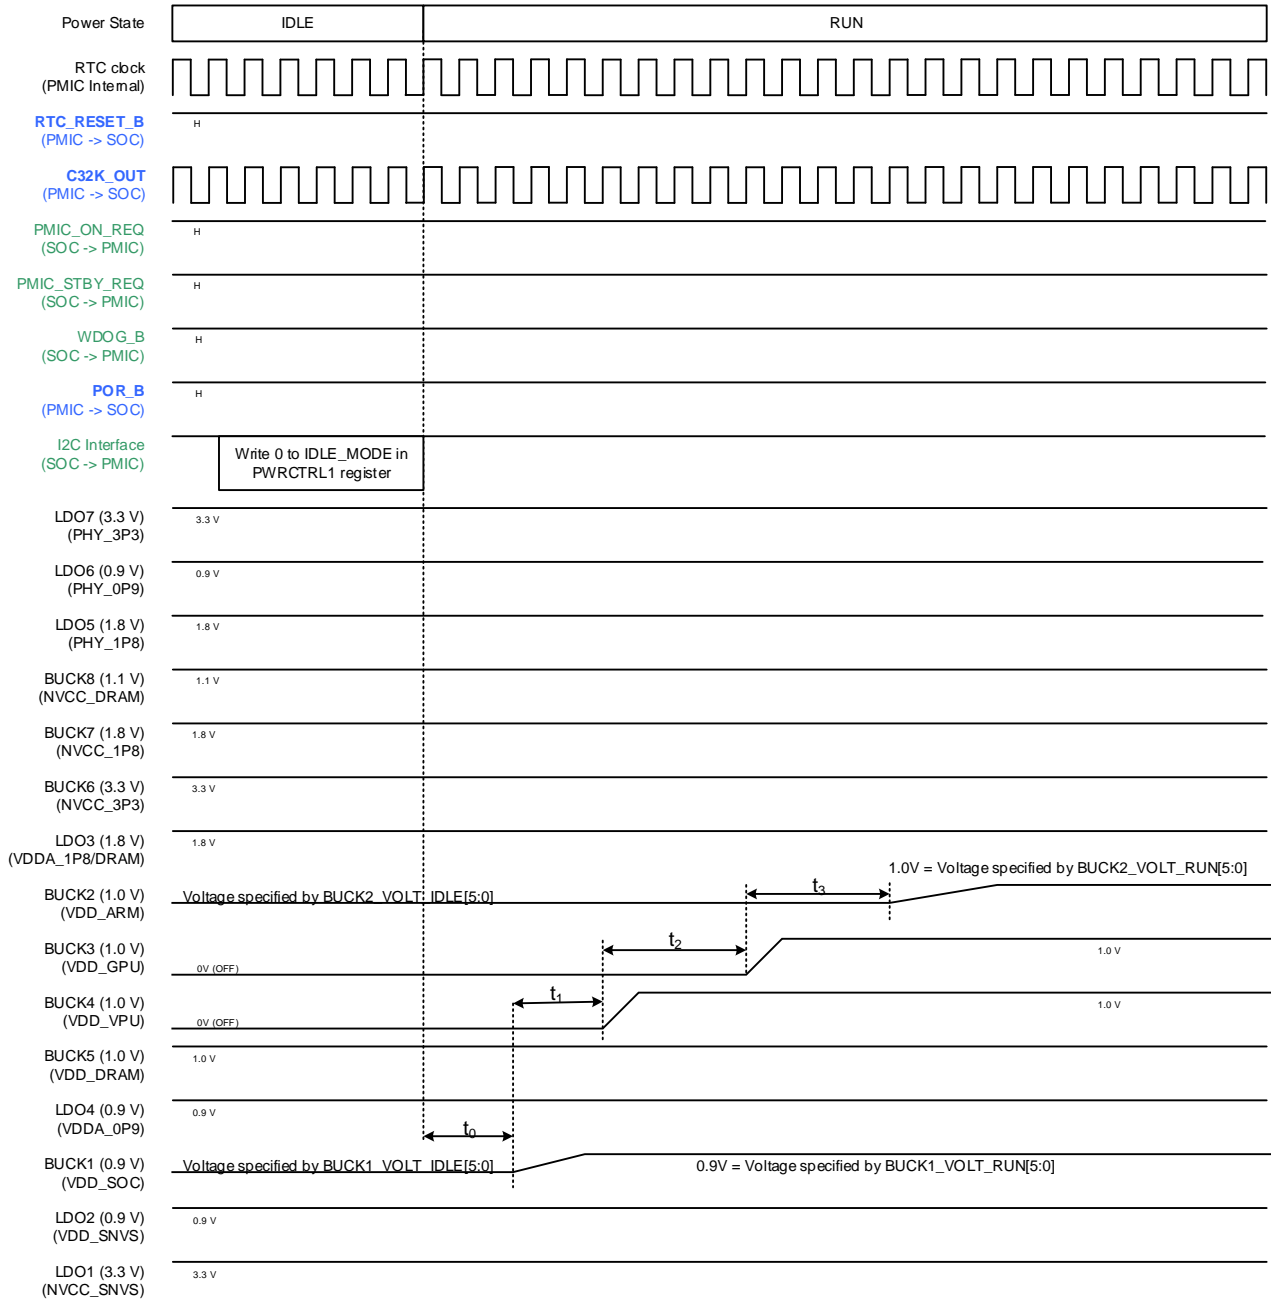 Power State IDLE RUN
RTC clock
(PMIC Internal)
RTC_RESET_B
H
(PMIC -> SOC)
C32K_OUT
(PMIC -> SOC)
PMIC_ON_REQ
H
(SOC -> PMIC)
PMIC_STBY_REQ
H
(SOC -> PMIC)
WDOG_B
H
(SOC -> PMIC)
POR_B
H
(PMIC -> SOC)
I2C Interface
(SOC -> PMIC)
Write 0 to IDLE_MODE in
PWRCTRL1 register
LDO7 (3.3 V)
3.3 V
(PHY_3P3)
LDO6 (0.9 V)
0.9 V
(PHY_0P9)
LDO5 (1.8 V)
1.8 V
(PHY_1P8)
BUCK8 (1.1 V)
1.1 V
(NVCC_DRAM)
BUCK7 (1.8 V)
1.8 V
(NVCC_1P8)
BUCK6 (3.3 V)
3.3 V
(NVCC_3P3)
LDO3 (1.8 V)
1.8 V
(VDDA_1P8/DRAM)
1.0V = Voltage specified by BUCK2_VOLT_RUN[5:0]
t3
BUCK2 (1.0 V)
Voltage specified by BUCK2_VOLT_IDLE[5:0]
(VDD_ARM)
t2
BUCK3 (1.0 V)
1.0 V
(VDD_GPU)
0V (OFF)
t1
BUCK4 (1.0 V)
1.0 V
(VDD_VPU)
0V (OFF)
BUCK5 (1.0 V)
1.0 V
(VDD_DRAM)
LDO4 (0.9 V)
0.9 V
(VDDA_0P9)
t0
BUCK1 (0.9 V)
Voltage specified by BUCK1_VOLT_IDLE[5:0]
0.9V = Voltage specified by BUCK1_VOLT_RUN[5:0]
(VDD_SOC)
LDO2 (0.9 V)
0.9 V
(VDD_SNVS)
LDO1 (3.3 V)
3.3 V
(NVCC_SNVS)